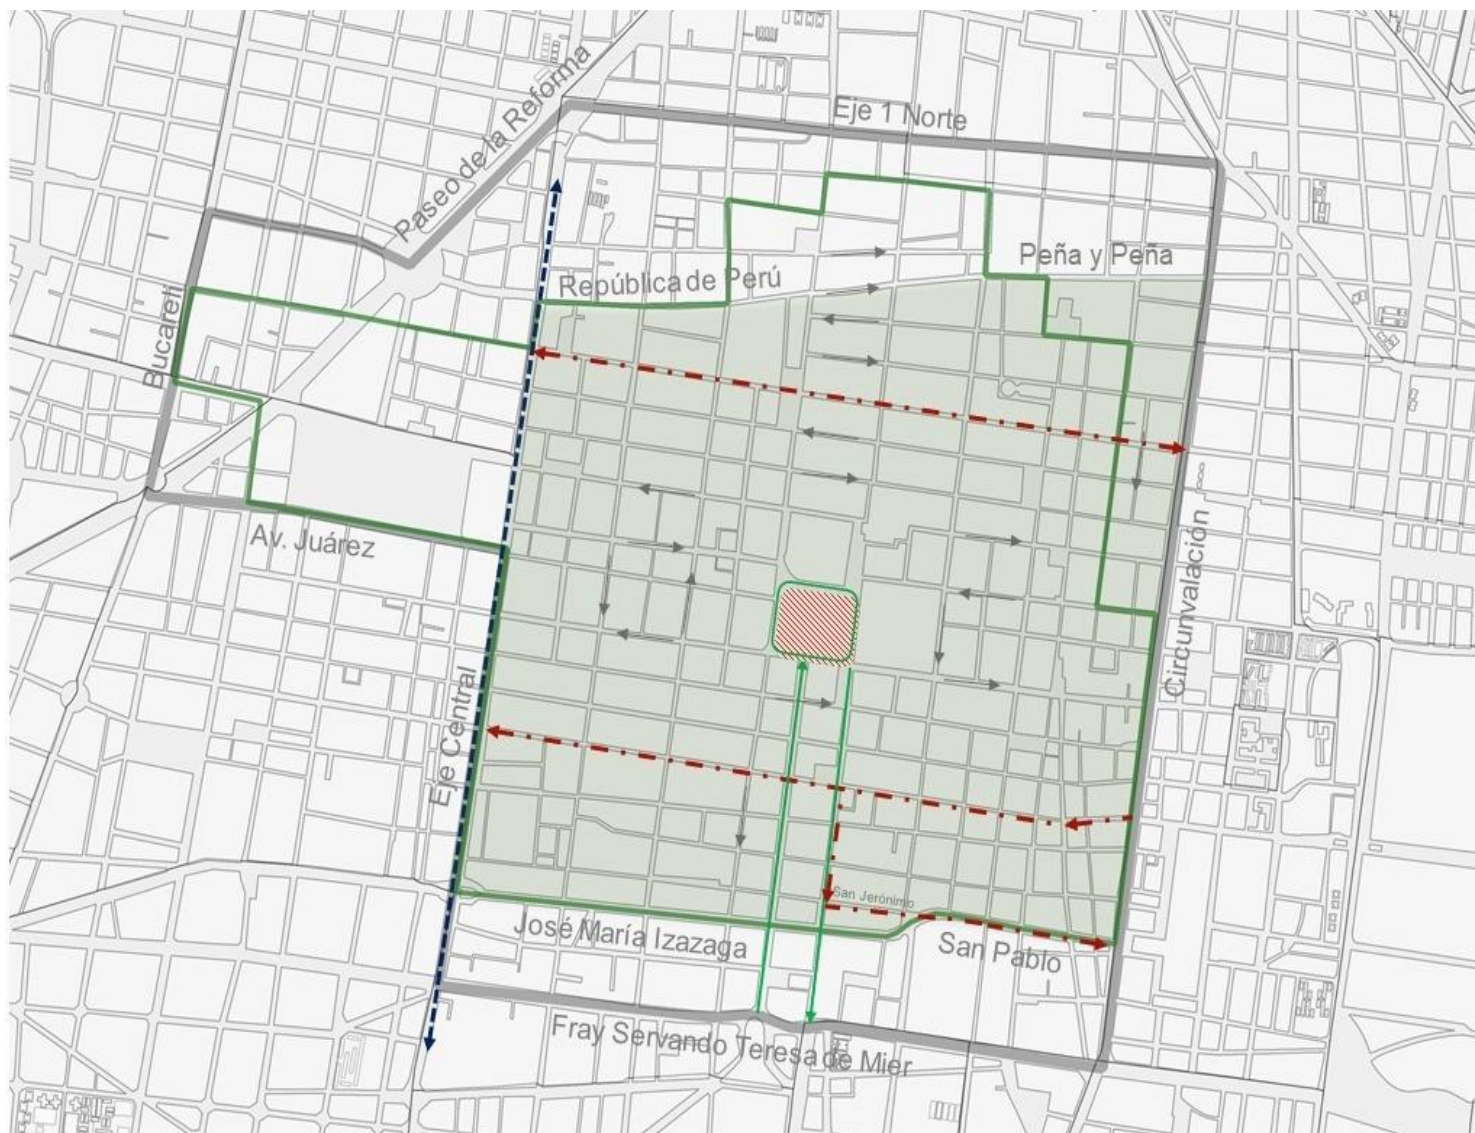 Eje 1 Norte
Paseo de la Reforma
Peña y Peña
República de Perú
Bucareli
Av. Juárez
Circunvalación
Eje Central
San Jerónimo
José María Izazaga
San Pablo
Fray Servando Teresa de Mier